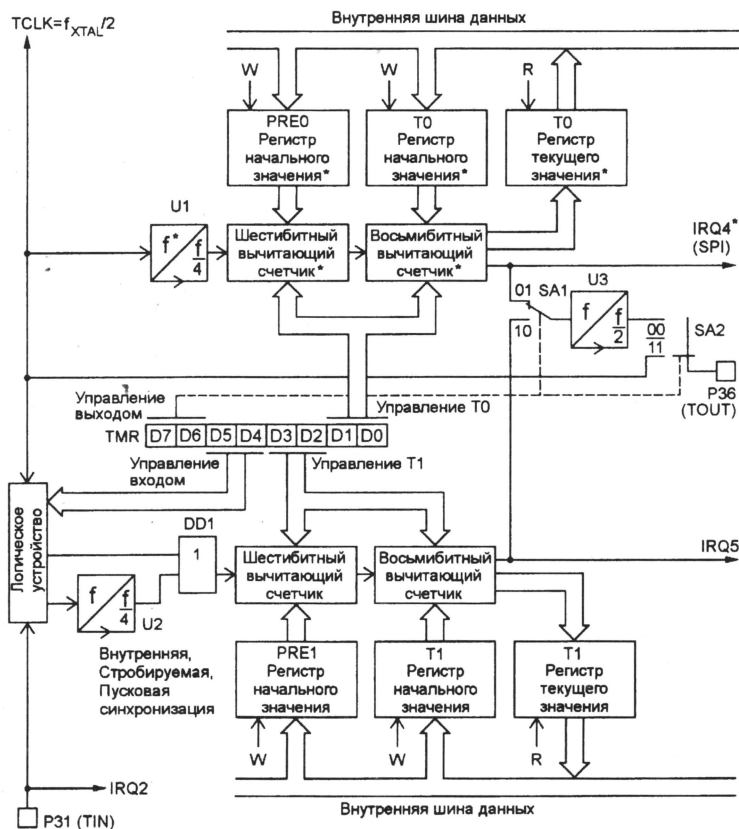 TCLK=f_XTAL/2
Внутренняя шина данных
W
W
R
PRE0
Регистр
начального
значения*
T0
Регистр
начального
значения*
T0
Регистр
текущего
значения*
U1
f*
f/4
Шестибитный
вычитающий
счетчик*
Восьмибитный
вычитающий
счетчик*
IRQ4*
(SPI)
01
SA1
10
U3
f
f/2
00
11
SA2
P36
(TOUT)
Управление
выходом
Управление T0
TMR D7 D6 D5 D4 D3 D2 D1 D0
Управление
входом
Управление T1
Логическое
устройство
DD1
1
f
f/4
U2
Шестибитный
вычитающий
счетчик
Восьмибитный
вычитающий
счетчик
IRQ5
Внутренняя,
Стробируемая,
Пусковая
синхронизация
PRE1
Регистр
начального
значения
T1
Регистр
начального
значения
T1
Регистр
текущего
значения
W
W
R
IRQ2
P31 (TIN)
Внутренняя шина данных